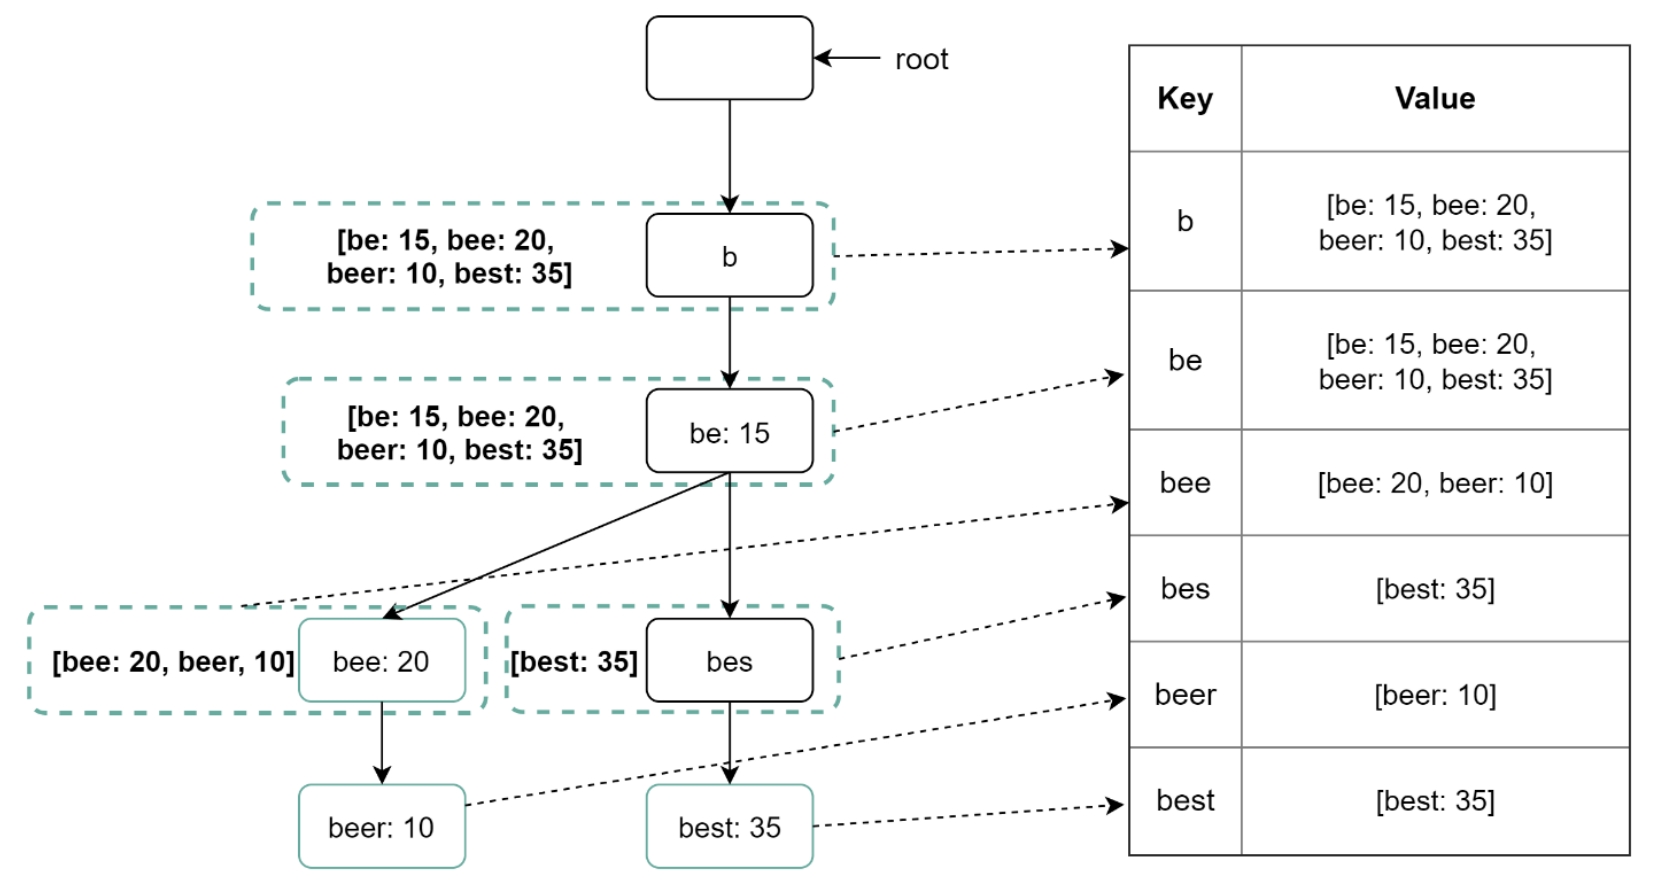 root
[be: 15, bee: 20,
beer: 10, best: 35]
b
[be: 15, bee: 20,
beer: 10, best: 35]
be: 15
[bee: 20, beer, 10]
bee: 20
[best: 35]
bes
beer: 10
best: 35
Key
Value
b
[be: 15, bee: 20,
beer: 10, best: 35]
be
[be: 15, bee: 20,
beer: 10, best: 35]
bee
[bee: 20, beer: 10]
bes
[best: 35]
beer
[beer: 10]
best
[best: 35]